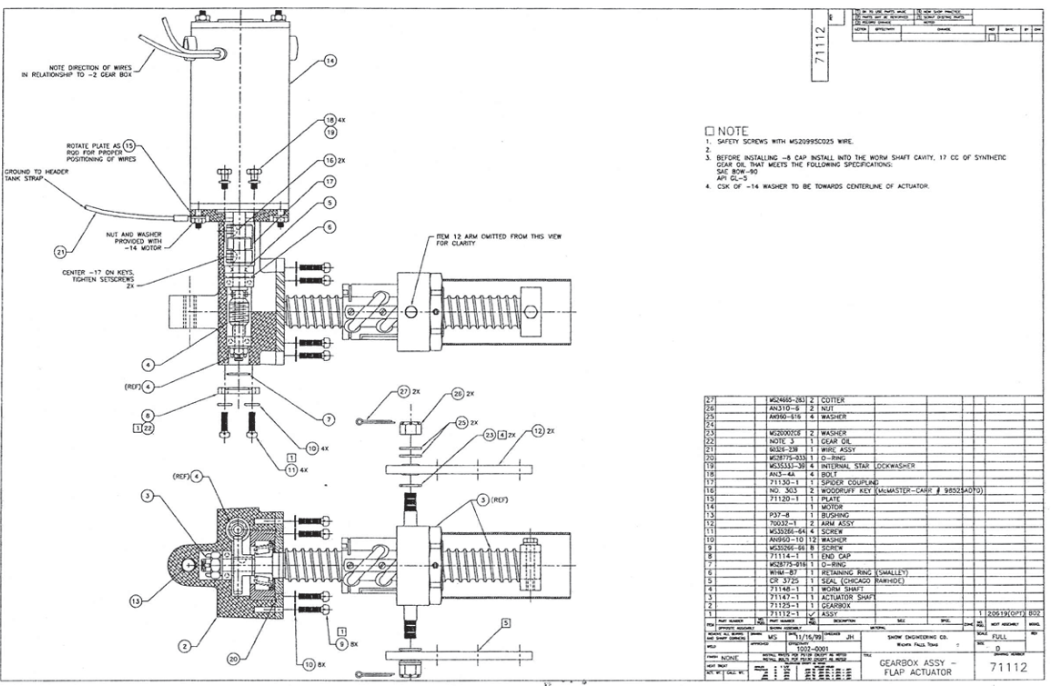 71112
LETTER EFFECTIVITY CHANGE NO? DATE BY CHK
NOTE DIRECTION OF WIRES
IN RELATIONSHIP TO -2 GEAR BOX
14
18 4X
19
ROTATE PLATE AS 15
RQD FOR PROPER
POSITIONING OF WIRES
16 2X
17
GROUND TO HEADER
TANK STRAP
5
6
NUT AND WASHER
PROVIDED WITH
-14 MOTOR
21
CENTER -17 ON KEYS,
TIGHTEN SETSCREWS
2X
ITEM 12 ARM OMITTED FROM THIS VIEW
FOR CLARITY
NOTE
1. SAFETY SCREWS WITH MS20995C025 WIRE.
2.
3. BEFORE INSTALLING -8 CAP INSTALL INTO THE WORM SHAFT CAVITY, 17 CC OF SYNTHETIC
GEAR OIL THAT MEETS THE FOLLOWING SPECIFICATIONS:
SAE 80W-90
API GL-5
4. CSK OF -14 WASHER TO BE TOWARDS CENTERLINE OF ACTUATOR.
4
(REF) 4
8
3 22
7
10 4X
1
11 4X
27 2X
26 2X
25 2X
23 4 2X
12 2X
(REF) 4
3
3 (REF)
13
2
20
10 8X
1
9 8X
5
27 MS24665-283 2 COTTER
26 AN310-6 2 NUT
25 AN960-616 4 WASHER
24
23 MS20002C6 2 WASHER
22 NOTE 3 1 GEAR OIL
21 60326-239 1 WIRE ASSY
20 MS28775-033 1 O-RING
19 MS35333-39 4 INTERNAL STAR LOCKWASHER
18 AN3-4A 4 BOLT
17 71130-1 1 SPIDER COUPLING
16 NO. 303 2 WOODRUFF KEY (McMASTER-CARR # 98525A070)
15 71120-1 1 PLATE
14 1 MOTOR
13 P37-8 1 BUSHING
12 70032-1 2 ARM ASSY
11 MS35266-64 4 SCREW
10 AN960-10 12 WASHER
9 MS35266-66 8 SCREW
8 71114-1 1 END CAP
7 MS28775-019 1 O-RING
6 WHM-87 1 RETAINING RING (SMALLEY)
5 CR 3725 1 SEAL (CHICAGO RAWHIDE)
4 71148-1 1 WORM SHAFT
3 71147-1 1 ACTUATOR SHAFT
2 71125-1 1 GEARBOX
1 71112-1 ASSY 1 20619(OPT) 802
MS 11/16/99 JH
1002-0001
SNOW ENGINEERING CO.
WICHITA FALLS, TEXAS
FULL
0
FINISH NONE
GEARBOX ASSY -
FLAP ACTUATOR
71112